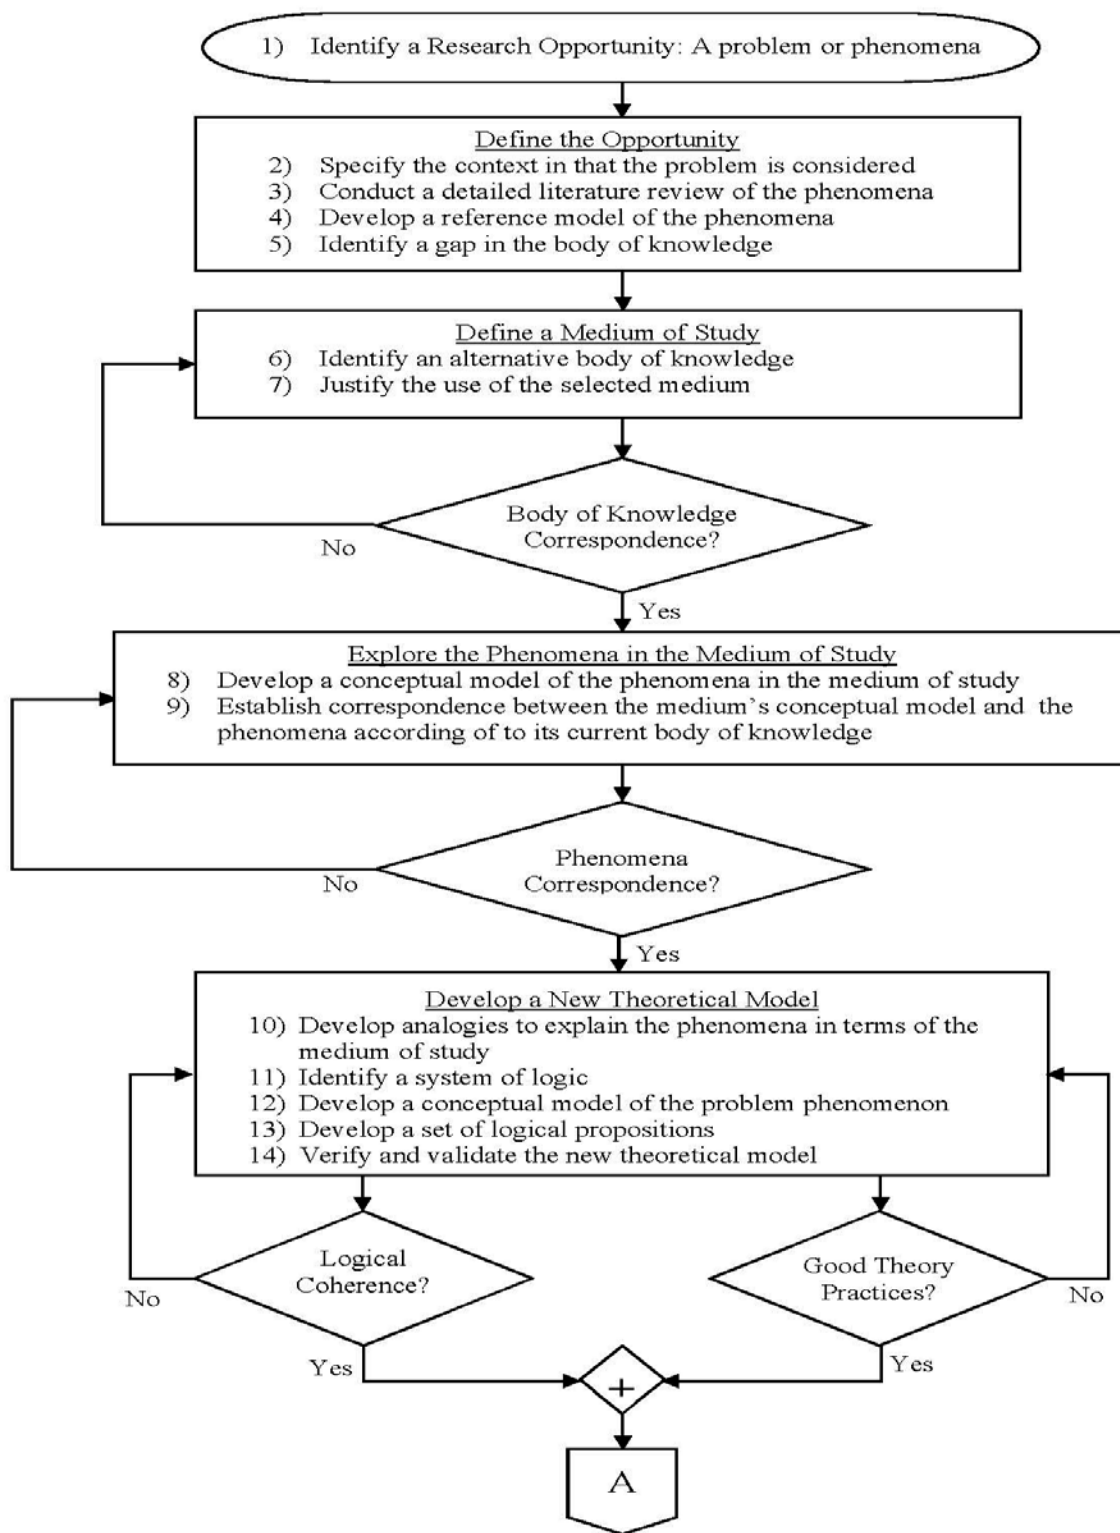 1) Identify a Research Opportunity: A problem or phenomena
Define the Opportunity
2) Specify the context in that the problem is considered
3) Conduct a detailed literature review of the phenomena
4) Develop a reference model of the phenomena
5) Identify a gap in the body of knowledge
Define a Medium of Study
6) Identify an alternative body of knowledge
7) Justify the use of the selected medium
Body of Knowledge
Correspondence?
No
Yes
Explore the Phenomena in the Medium of Study
8) Develop a conceptual model of the phenomena in the medium of study
9) Establish correspondence between the medium's conceptual model and the
phenomena according of to its current body of knowledge
Phenomena
Correspondence?
No
Yes
Develop a New Theoretical Model
10) Develop analogies to explain the phenomena in terms of the
medium of study
11) Identify a system of logic
12) Develop a conceptual model of the problem phenomenon
13) Develop a set of logical propositions
14) Verify and validate the new theoretical model
Logical
Coherence?
No
Yes
Good Theory
Practices?
No
Yes
+
A